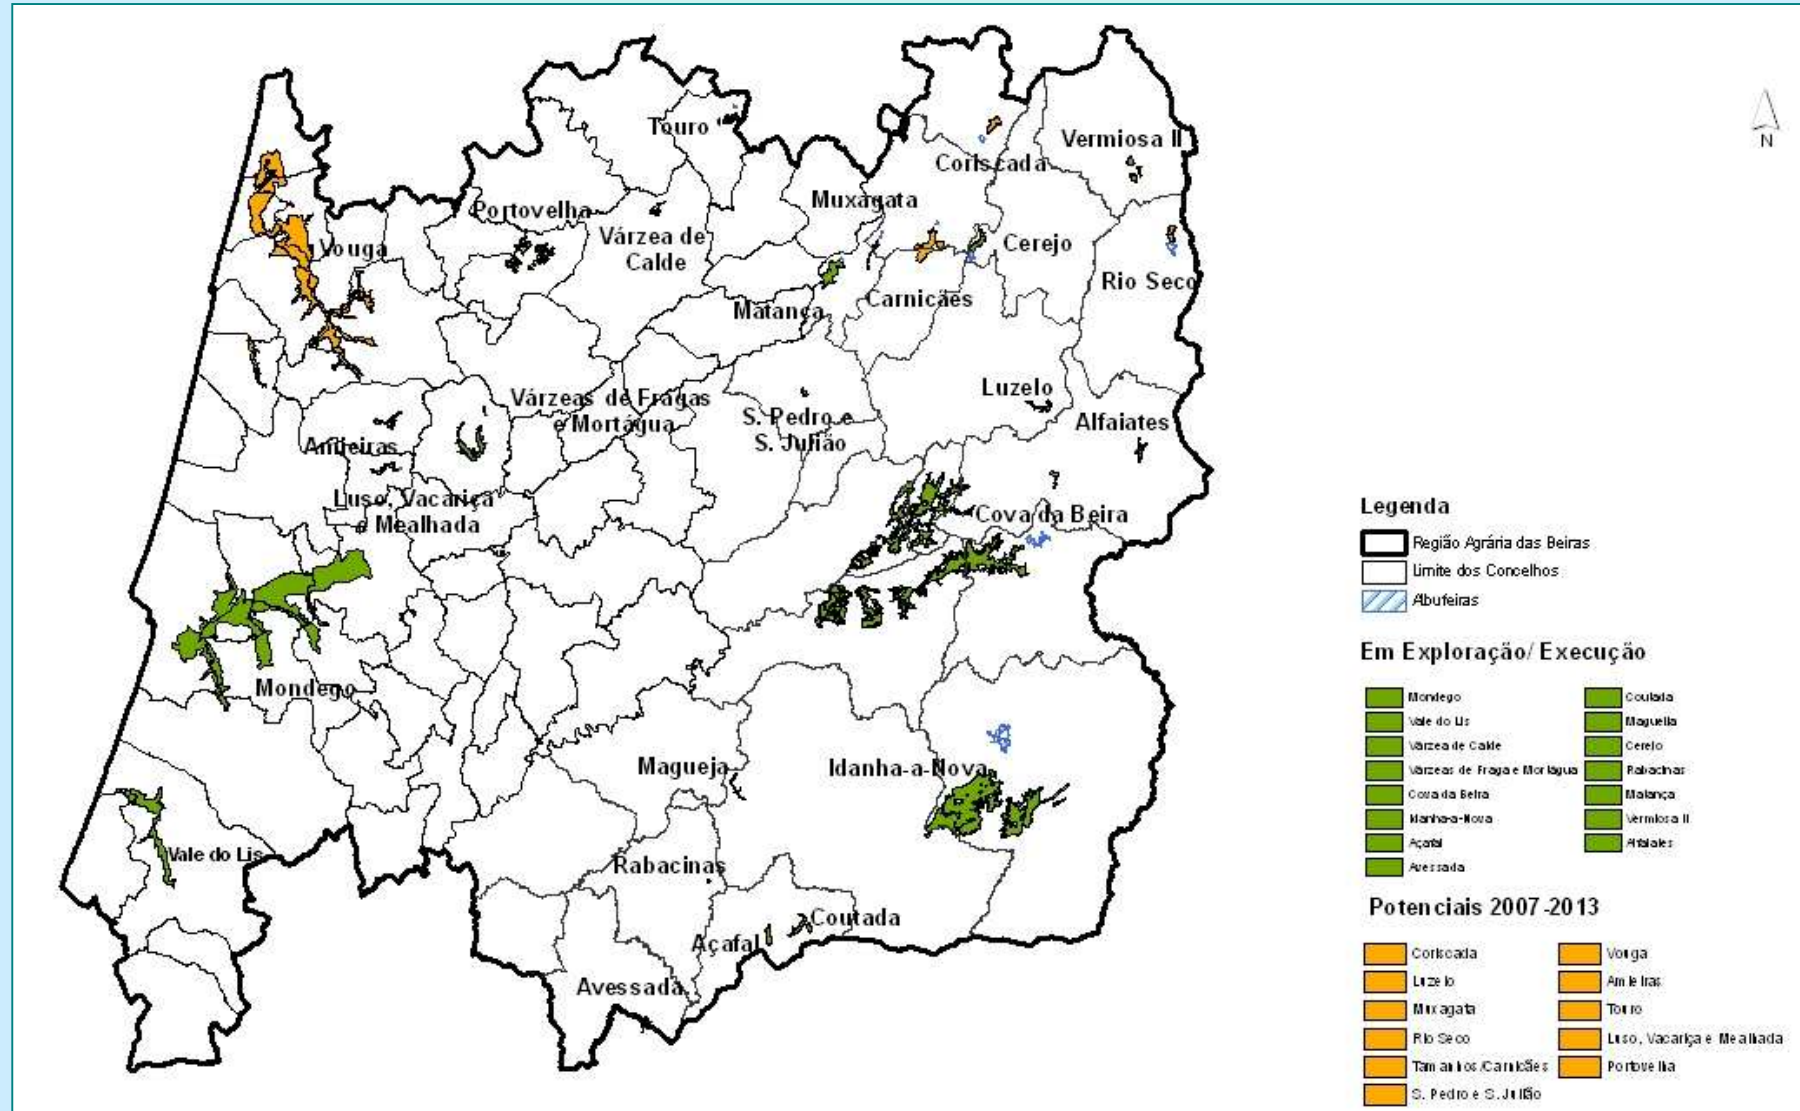 Touro
Vermiosa II
Coriscada
Muxagata
Portovelha
Várzea de
Calde
Vouga
Cerejo
Rio Seco
Carnicães
Matança
Luzelo
Várzeas de Fragas
e Mortágua
S. Pedro e
S. Julião
Alfaiates
Amieiras
Luso, Vacariça
e Mealhada
Cova da Beira
Mondego
Magueja
Idanha-a-Nova
Vale do Lis
Rabacinas
Coutada
Açafal
Avessada
N
Legenda
Região Agrária das Beiras
Limite dos Concelhos
Albufeiras
Em Exploração/ Execução
Mondego
Vale do Lis
Várzea de Calde
Várzeas de Fraga e Mortágua
Cova da Beira
Idanha-a-Nova
Açafal
Avessada
Coutada
Magueija
Cerejo
Rabacinas
Matança
Vermiosa II
Alfaiates
Potenciais 2007-2013
Coriscada
Luzelo
Muxagata
Rio Seco
Tamanhos/Carnicães
S. Pedro e S. Julião
Vouga
Amieiras
Touro
Luso, Vacariça e Mealhada
Portovelha